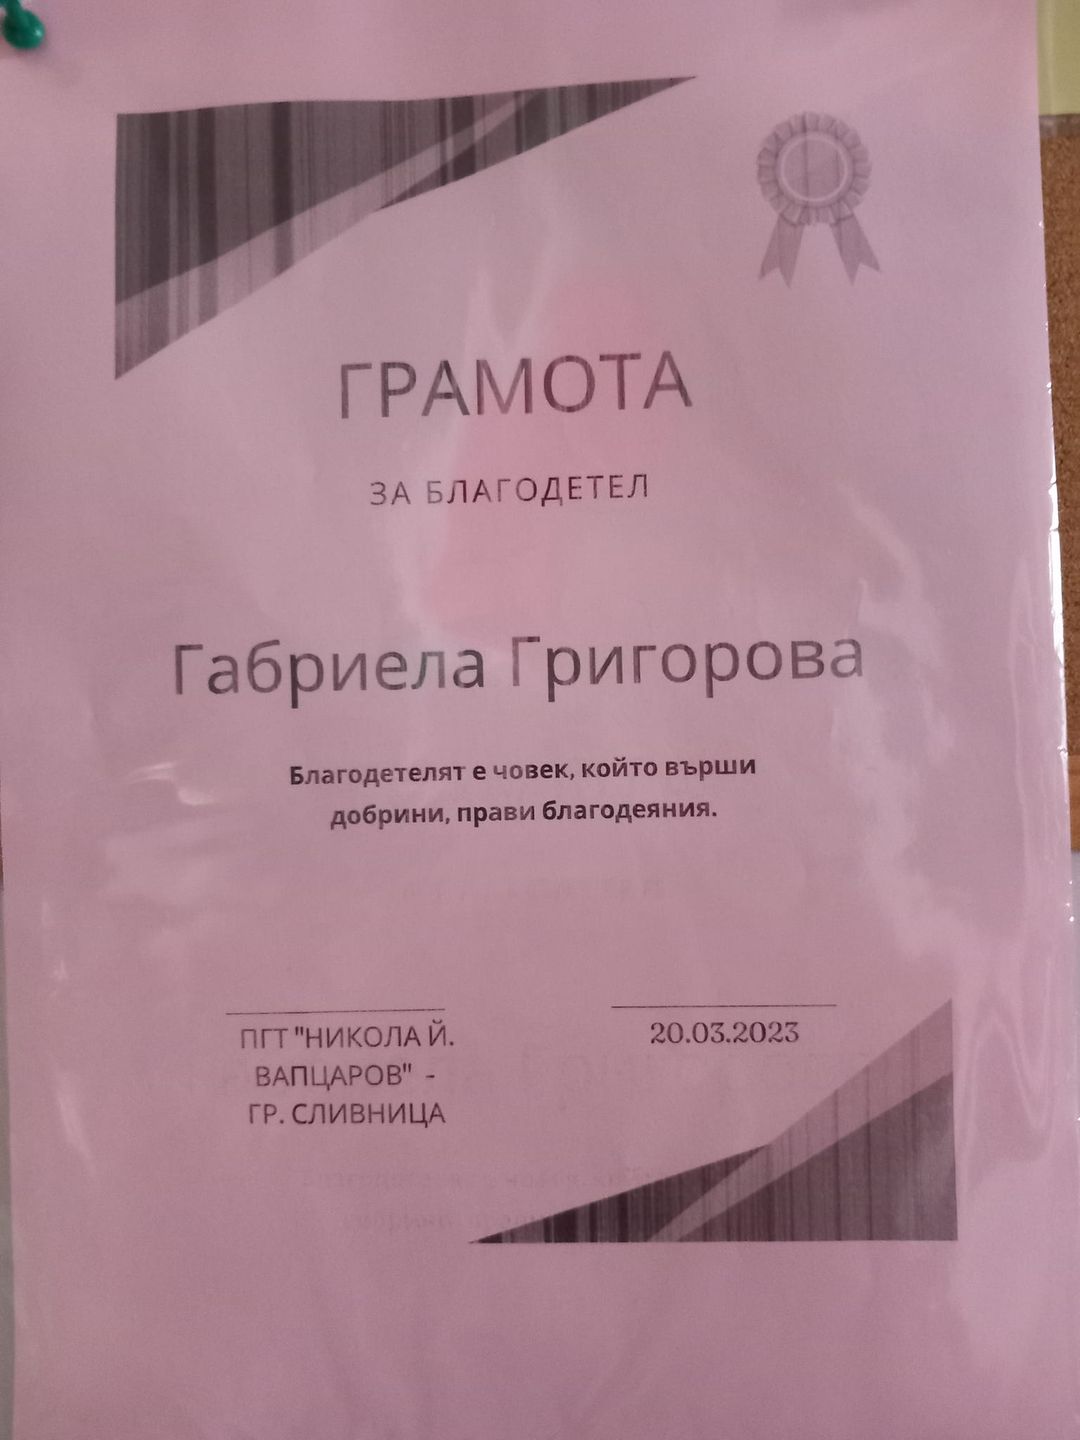 ГРАМОТА
ЗА БЛАГОДЕТЕЛ
Габриела Григорова
Благодетелят е човек, който върши
добрини, прави благодеяния.
ПГТ "НИКОЛА Й.
ВАПЦАРОВ" -
ГР. СЛИВНИЦА
20.03.2023